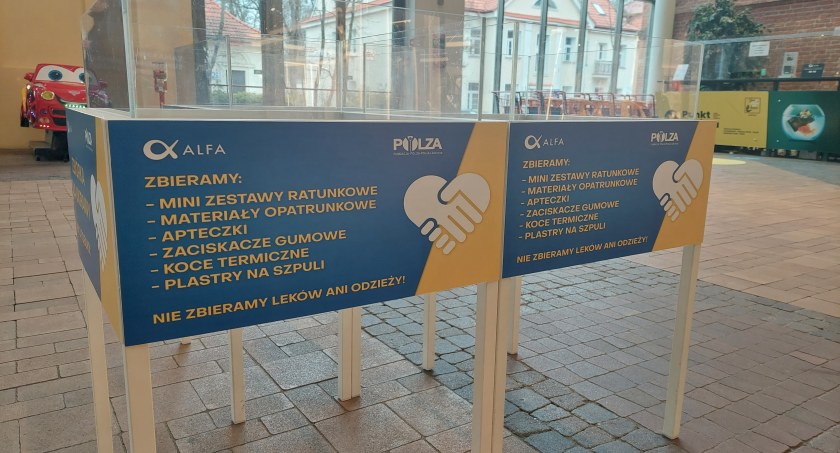 ALFA
POLZA
ZBIERAMY:
- MINI ZESTAWY RATUNKOWE
- MATERIAŁY OPATRUNKOWE
- APTECZKI
- ZACISKACZE GUMOWE
- KOCE TERMICZNE
- PLASTRY NA SZPULI
NIE ZBIERAMY LEKÓW ANI ODZIEŻY!
ALFA
POLZA
ZBIERAMY:
- MINI ZESTAWY RATUNKOWE
- MATERIAŁY OPATRUNKOWE
- APTECZKI
- ZACISKACZE GUMOWE
- KOCE TERMICZNE
- PLASTRY NA SZPULI
NIE ZBIERAMY LEKÓW ANI ODZIEŻY!
Punkt